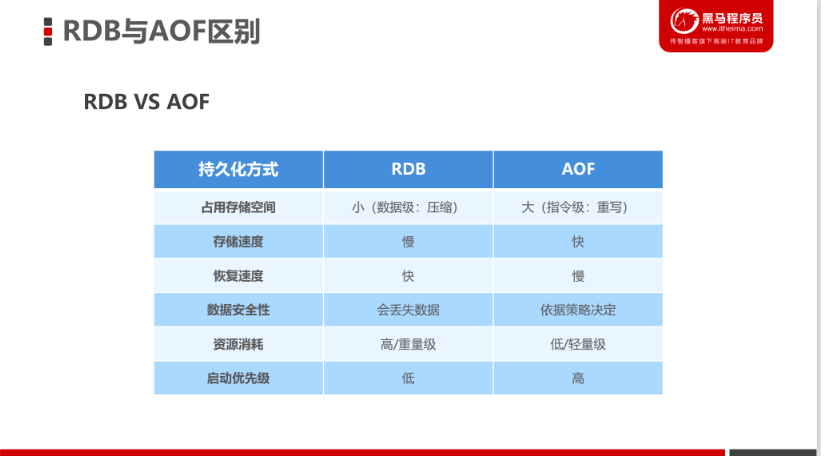 RDB与AOF区别
黑马程序员
www.itheima.com
传智播客旗下高端IT教育品牌
RDB VS AOF
持久化方式 RDB AOF
占用存储空间 小（数据级：压缩） 大（指令级：重写）
存储速度 慢 快
恢复速度 快 慢
数据安全性 会丢失数据 依据策略决定
资源消耗 高/重量级 低/轻量级
启动优先级 低 高